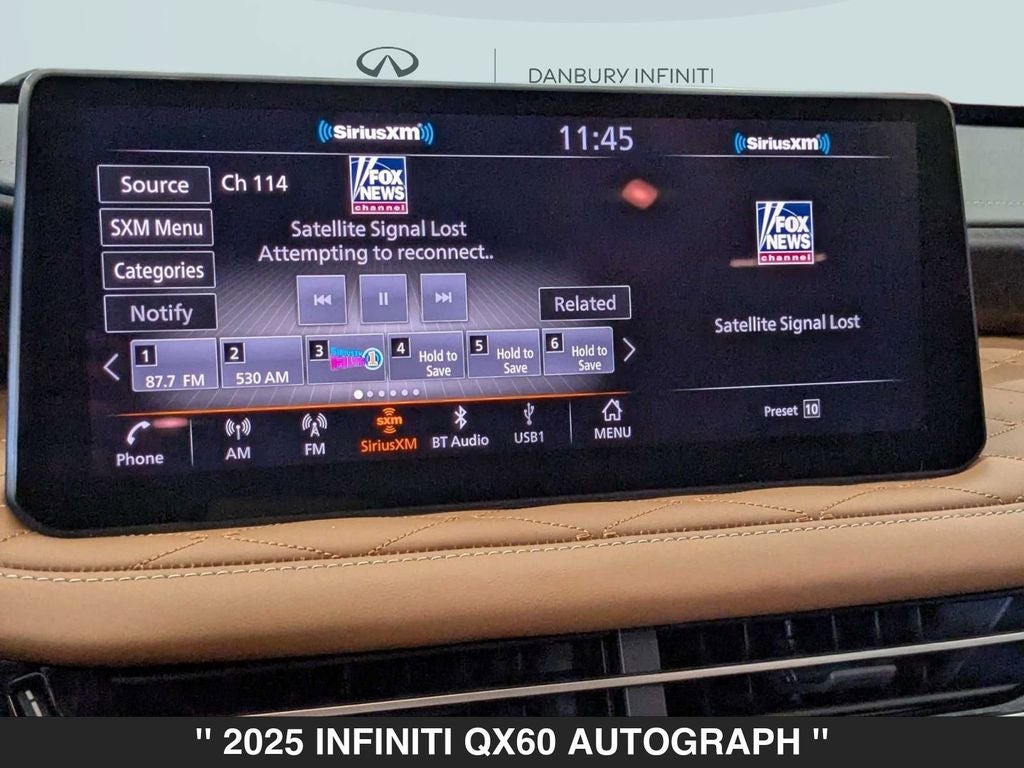 DANBURY INFINITI
SiriusXM
11:45
SiriusXM
Source
Ch 114
FOX
NEWS
channel
SXM Menu
Satellite Signal Lost
Attempting to reconnect..
Categories
Notify
Related
FOX
NEWS
channel
Satellite Signal Lost
1
87.7 FM
2
530 AM
3
1
4
Hold to
Save
5
Hold to
Save
6
Hold to
Save
Preset 10
Phone
AM
FM
sxm
SiriusXM
BT Audio
USB1
MENU
" 2025 INFINITI QX60 AUTOGRAPH "